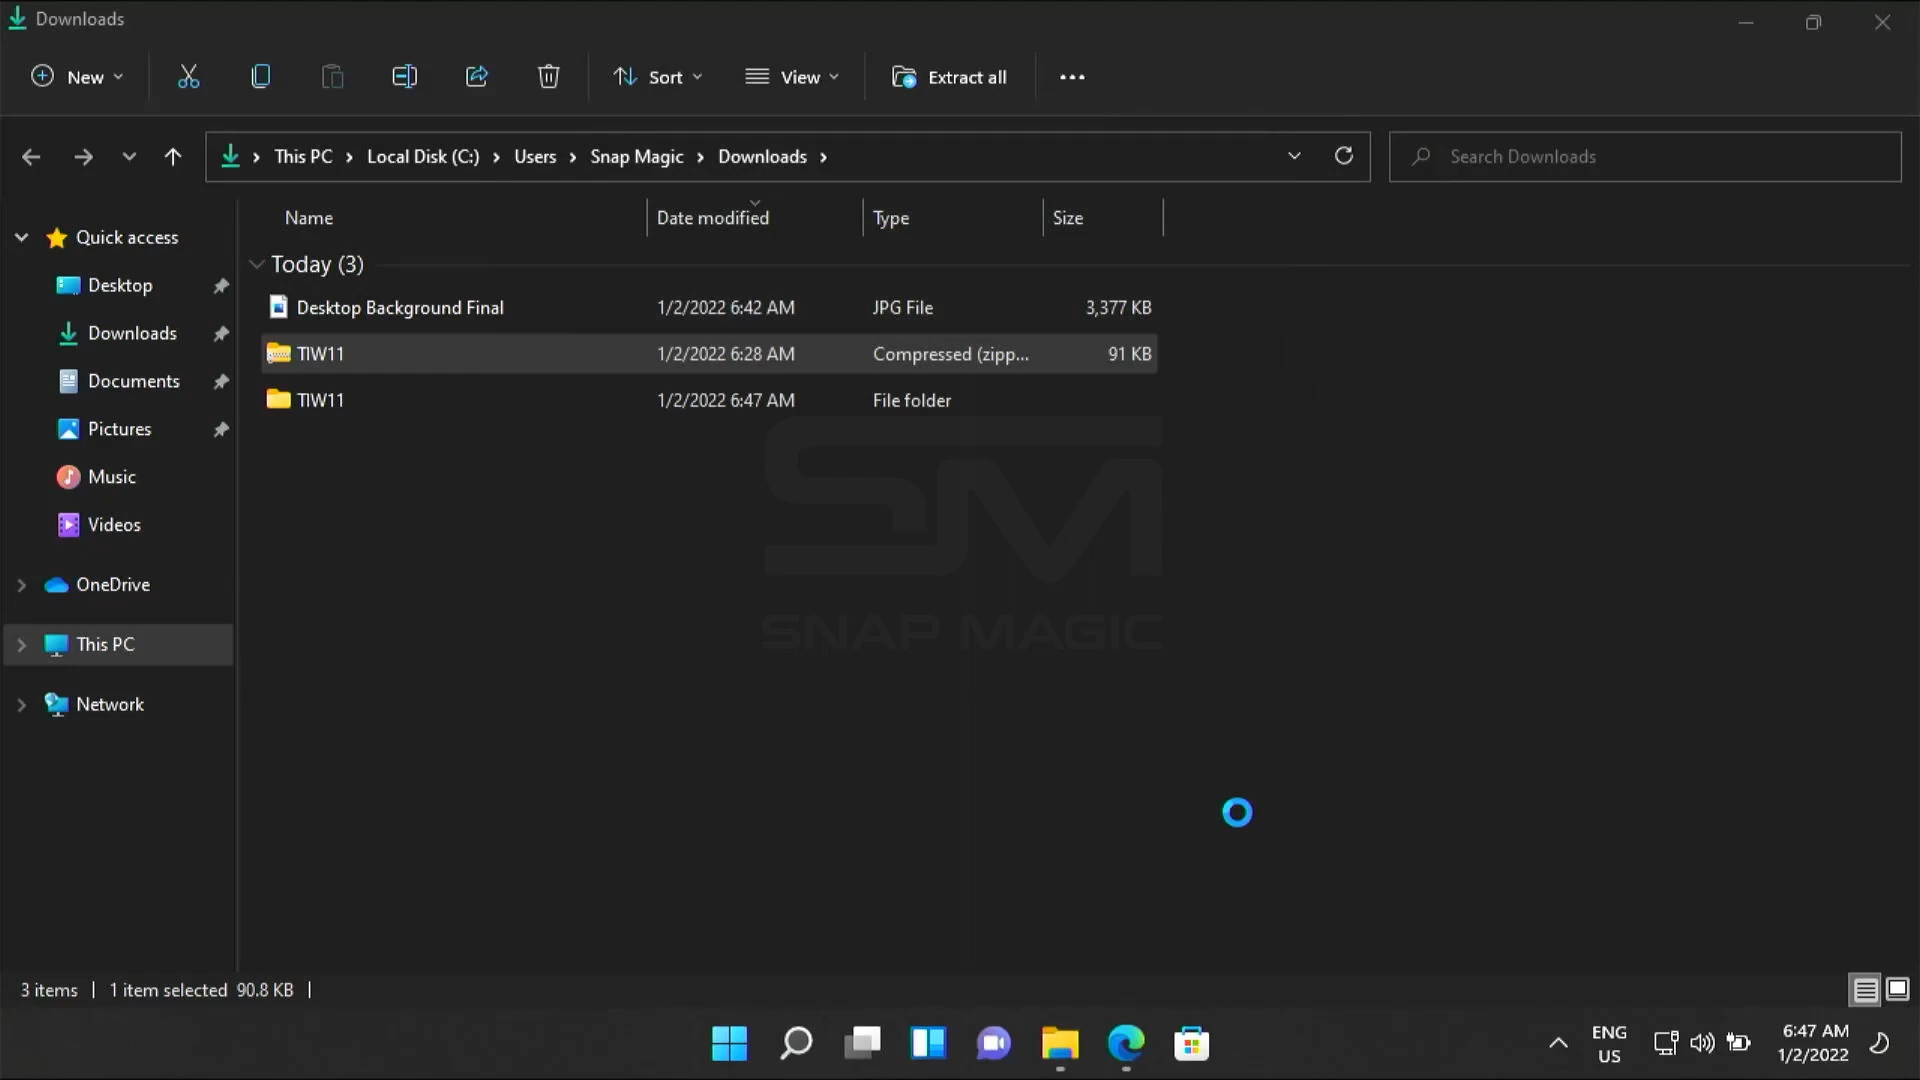 Downloads
New
Sort
View
Extract all
This PC
Local Disk (C:)
Users
Snap Magic
Downloads
Search Downloads
Name
Date modified
Type
Size
Quick access
Desktop
Downloads
Documents
Pictures
Music
Videos
OneDrive
This PC
Network
Today (3)
Desktop Background Final 1/2/2022 6:42 AM JPG File 3,377 KB
TIW11 1/2/2022 6:28 AM Compressed (zipp... 91 KB
TIW11 1/2/2022 6:47 AM File folder
SM
SNAP MAGIC
3 items
1 item selected 90.8 KB
ENG
US
6:47 AM
1/2/2022